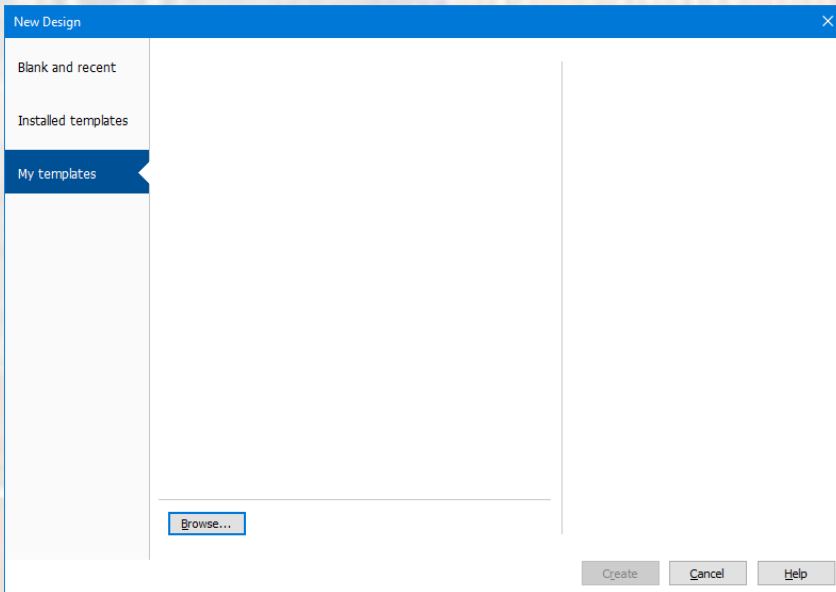 New Design
Blank and recent
Installed templates
My templates
Browse...
Create
Cancel
Help